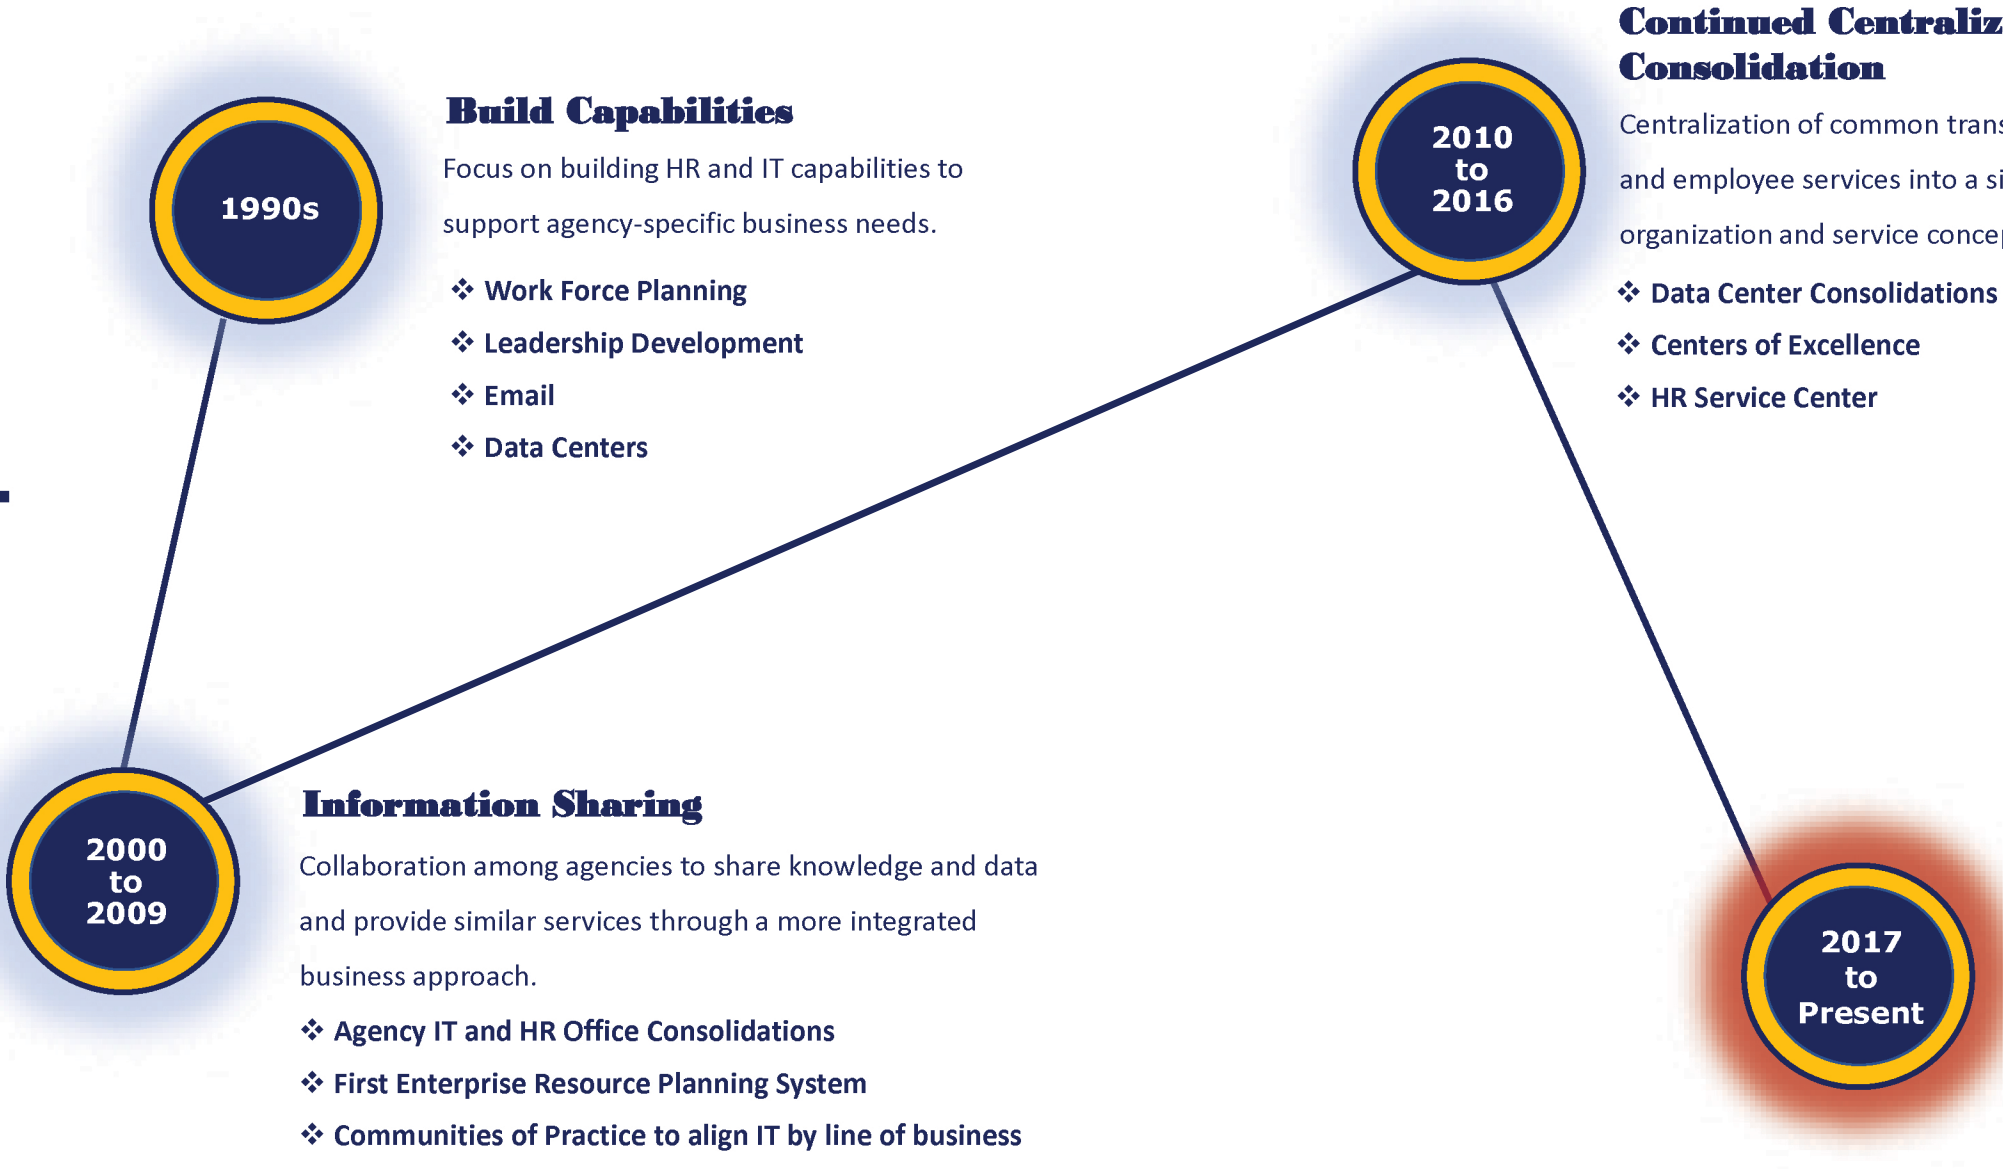 1990s
Build Capabilities
Focus on building HR and IT capabilities to
support agency-specific business needs.
❖ Work Force Planning
❖ Leadership Development
❖ Email
❖ Data Centers
2000
to
2009
Information Sharing
Collaboration among agencies to share knowledge and data
and provide similar services through a more integrated
business approach.
❖ Agency IT and HR Office Consolidations
❖ First Enterprise Resource Planning System
❖ Communities of Practice to align IT by line of business
2010
to
2016
Continued
Consolidation
Centralization of common
and employee services into a
organization and service
❖ Data Center Consolidations
❖ Centers of Excellence
❖ HR Service Center
2017
to
Present